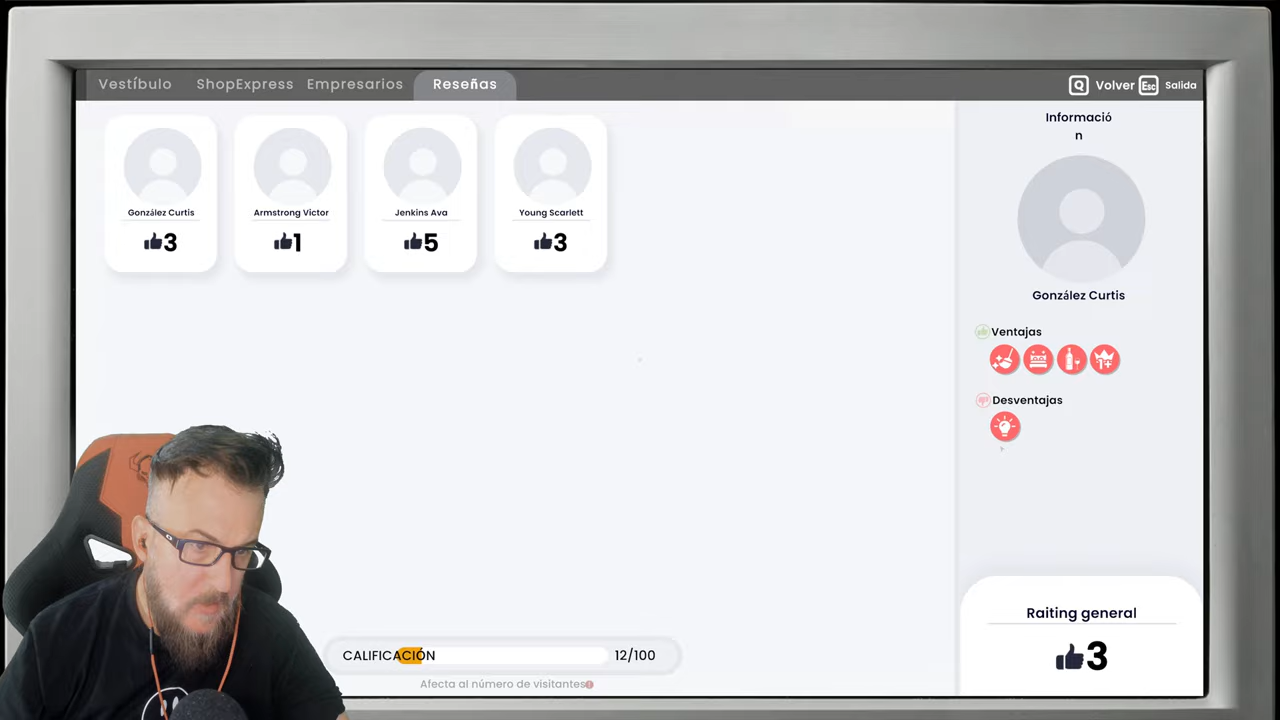 Vestíbulo ShopExpress Empresarios Reseñas Q Volver Esc Salida
González Curtis
3
Armstrong Victor
1
Jenkins Ava
5
Young Scarlett
3
Informació
n
González Curtis
Ventajas
Desventajas
Raiting general
3
CALIFICACIÓN 12/100
Afecta al número de visitantes